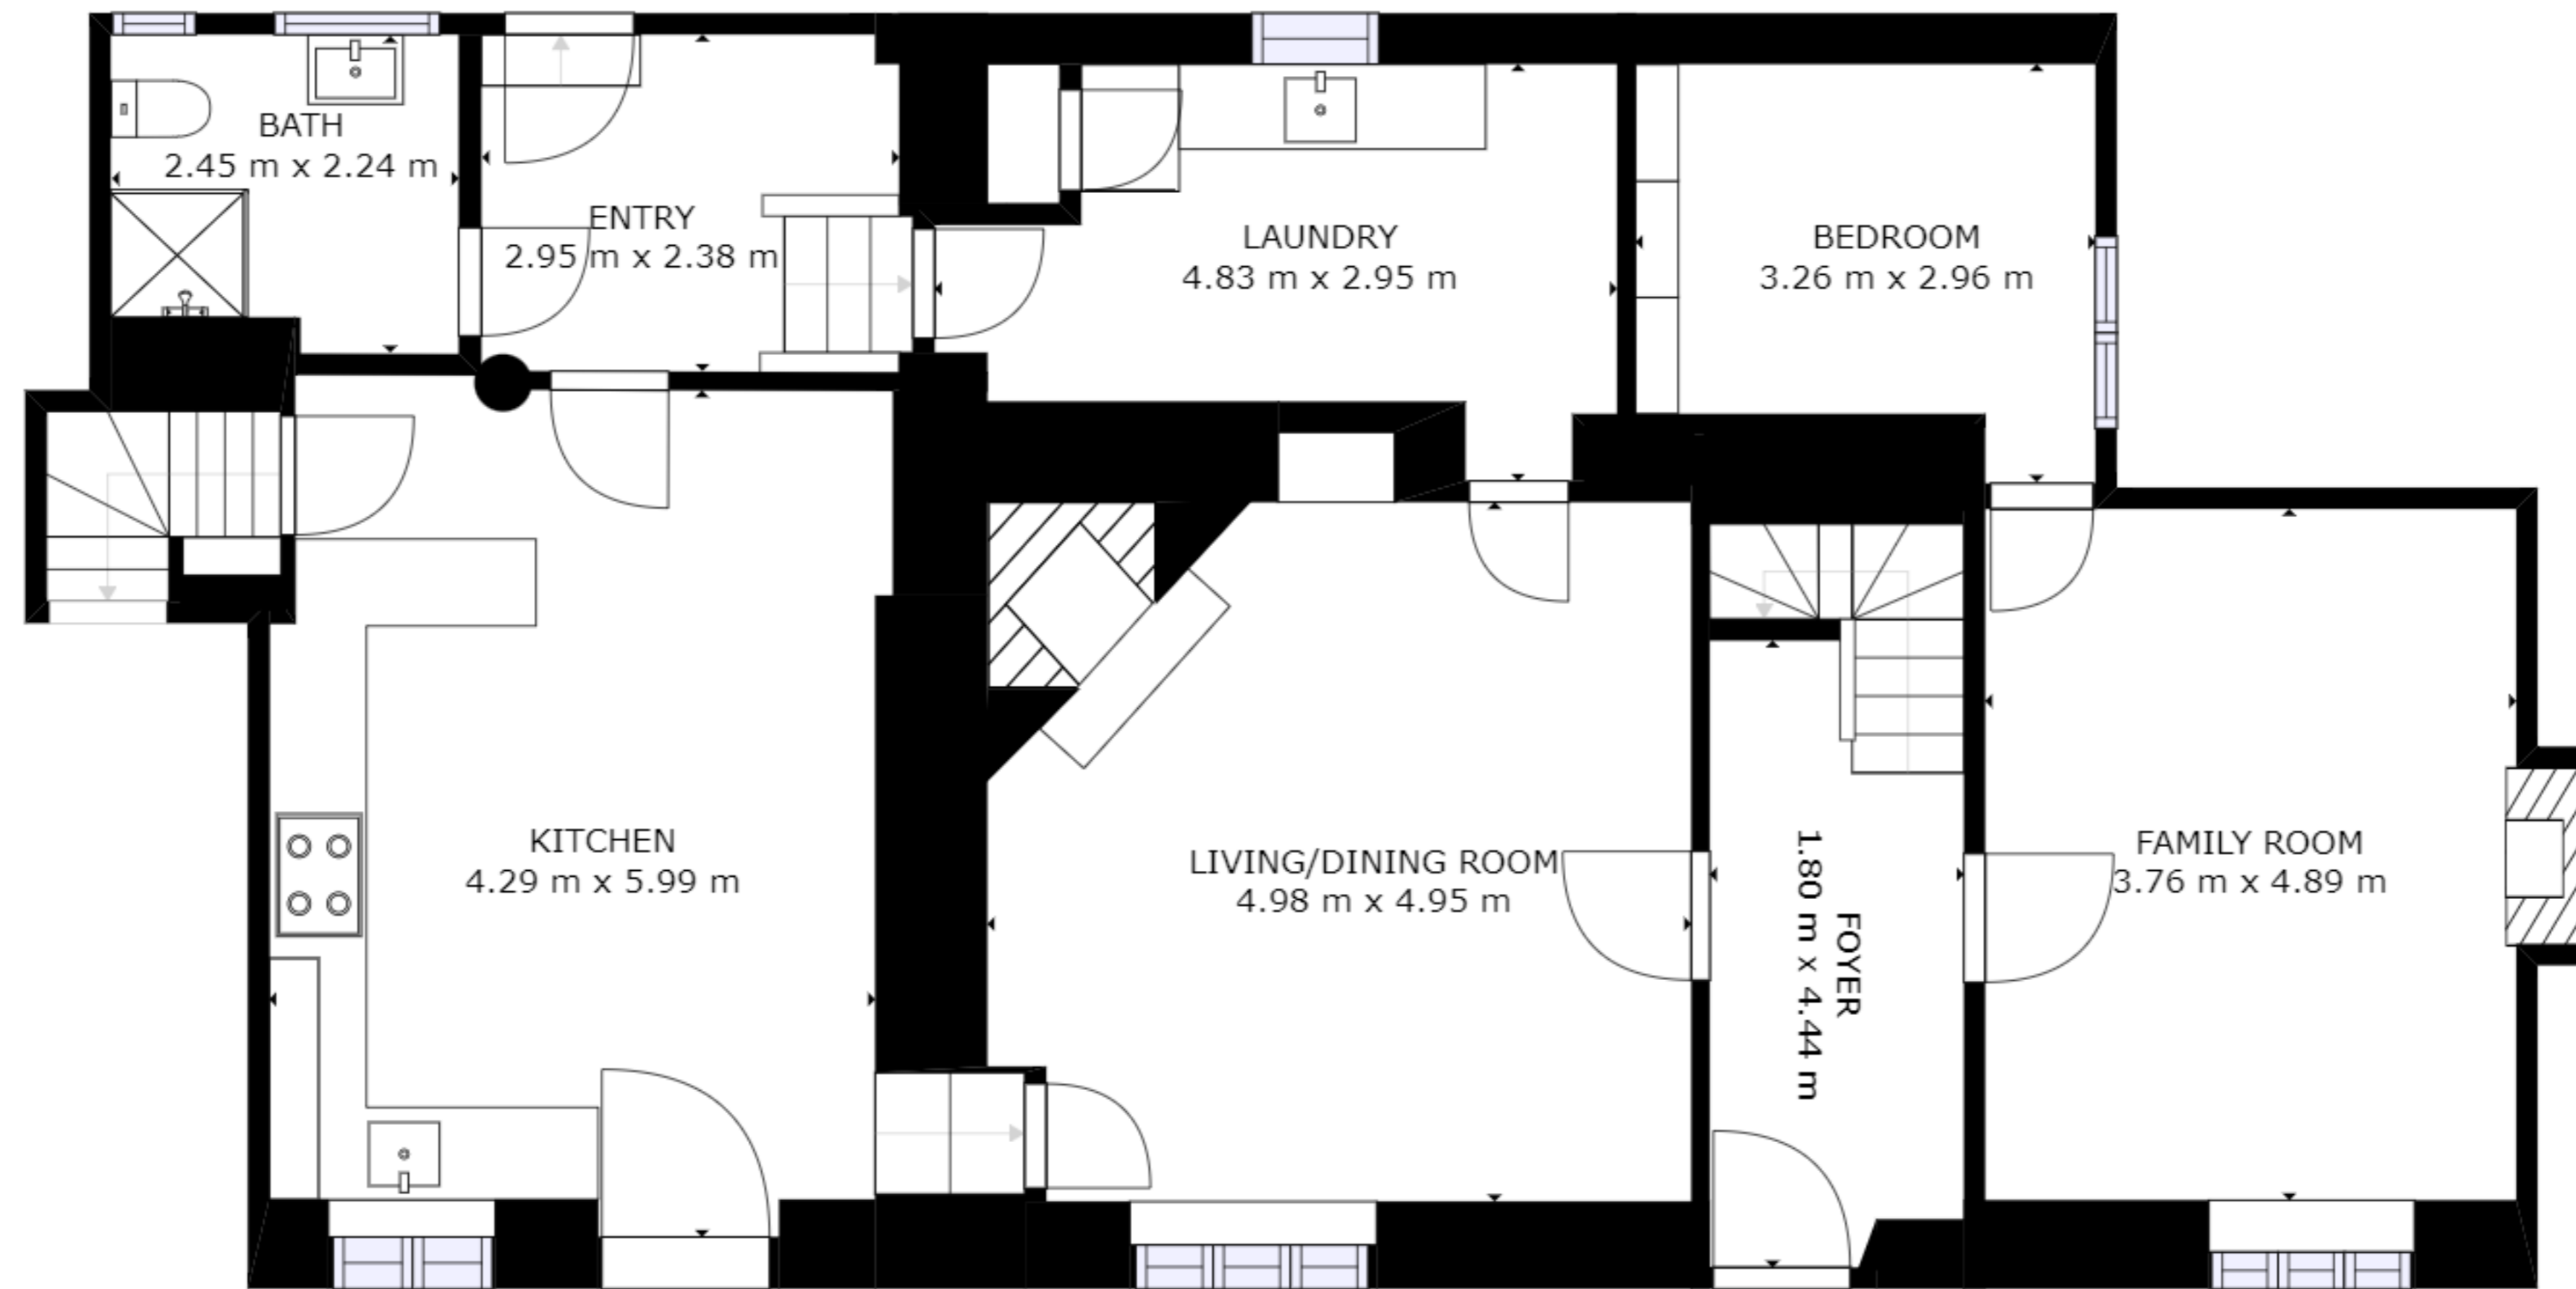 BATH
2.45 m x 2.24 m
ENTRY
2.95 m x 2.38 m
LAUNDRY
4.83 m x 2.95 m
BEDROOM
3.26 m x 2.96 m
KITCHEN
4.29 m x 5.99 m
LIVING/DINING ROOM
4.98 m x 4.95 m
FOYER
1.80 m x 4.44 m
FAMILY ROOM
3.76 m x 4.89 m